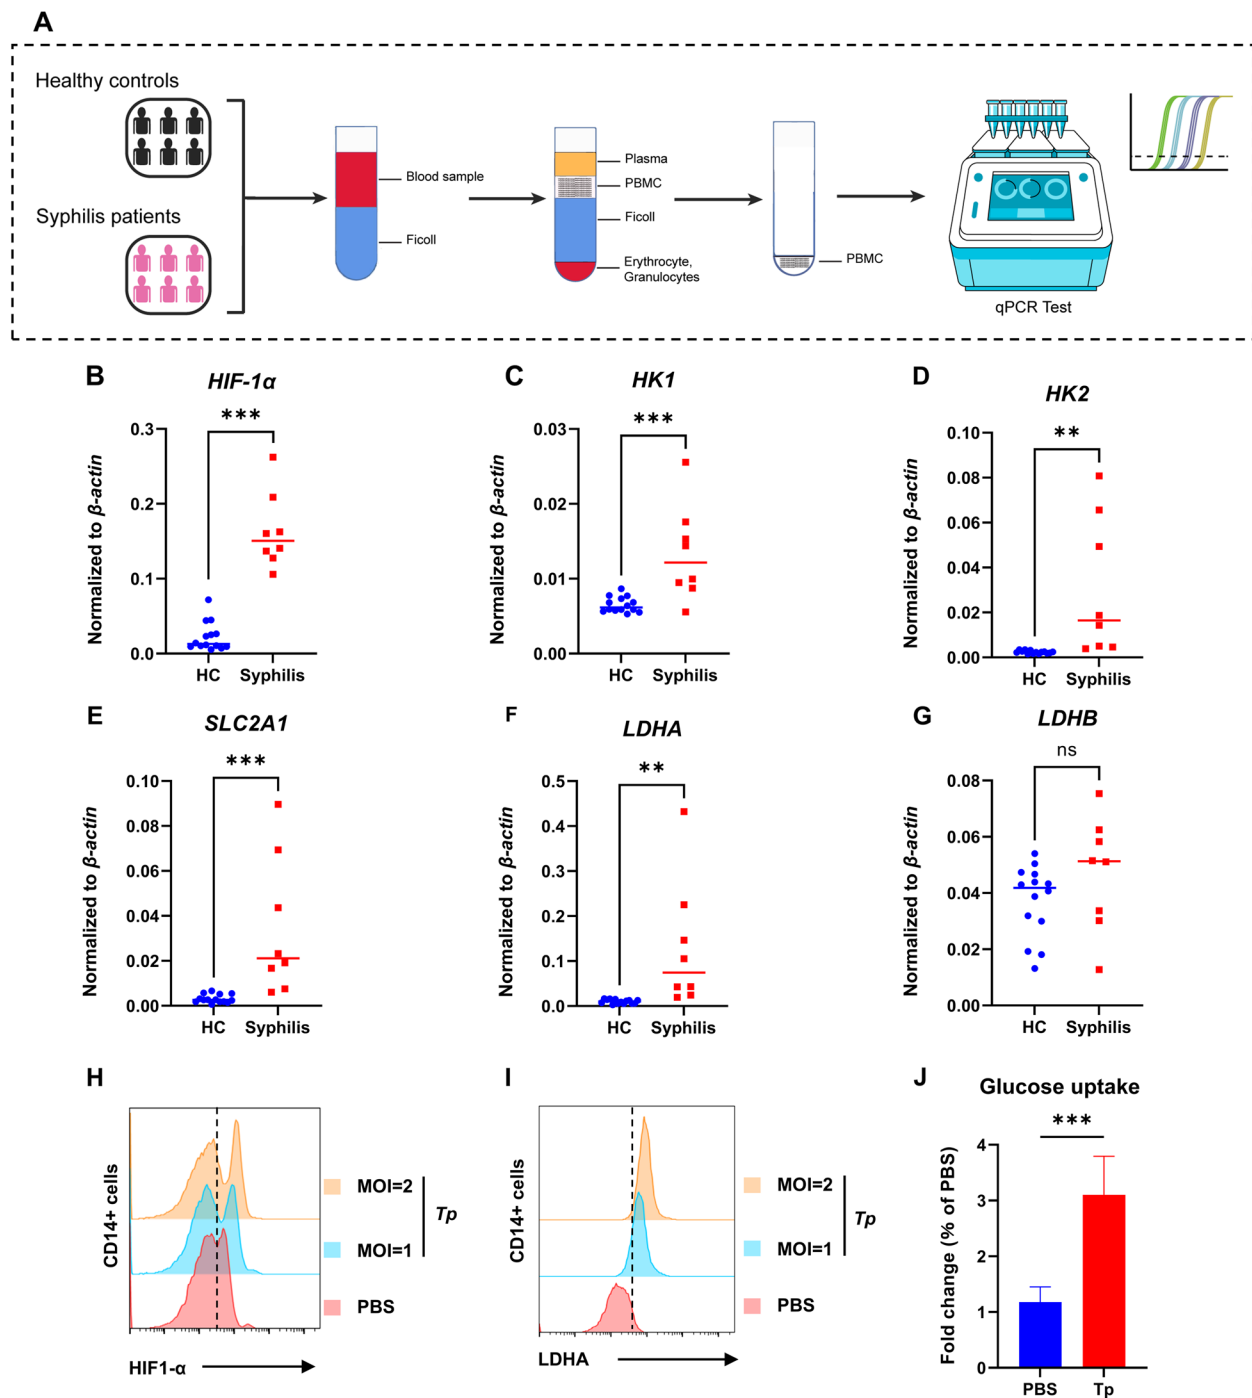 A
Healthy controls
Syphilis patients
Blood sample
Ficoll
Plasma
PBMC
Ficoll
Erythrocyte,
Granulocytes
PBMC
qPCR Test
B
HIF-1α
***
Normalized to β-actin
0.3
0.2
0.1
0.0
HC
Syphilis
C
HK1
***
Normalized to β-actin
0.03
0.02
0.01
0.00
HC
Syphilis
D
HK2
**
Normalized to β-actin
0.10
0.08
0.06
0.04
0.02
0.00
HC
Syphilis
E
SLC2A1
***
Normalized to β-actin
0.10
0.08
0.06
0.04
0.02
0.00
HC
Syphilis
F
LDHA
**
Normalized to β-actin
0.5
0.4
0.3
0.2
0.1
0.0
HC
Syphilis
G
LDHB
ns
Normalized to β-actin
0.08
0.06
0.04
0.02
0.00
HC
Syphilis
H
CD14+ cells
MOI=2
MOI=1
Tp
PBS
HIF1-α
I
CD14+ cells
MOI=2
MOI=1
Tp
PBS
LDHA
J
Glucose uptake
***
Fold change (% of PBS)
4
3
2
1
0
PBS
Tp